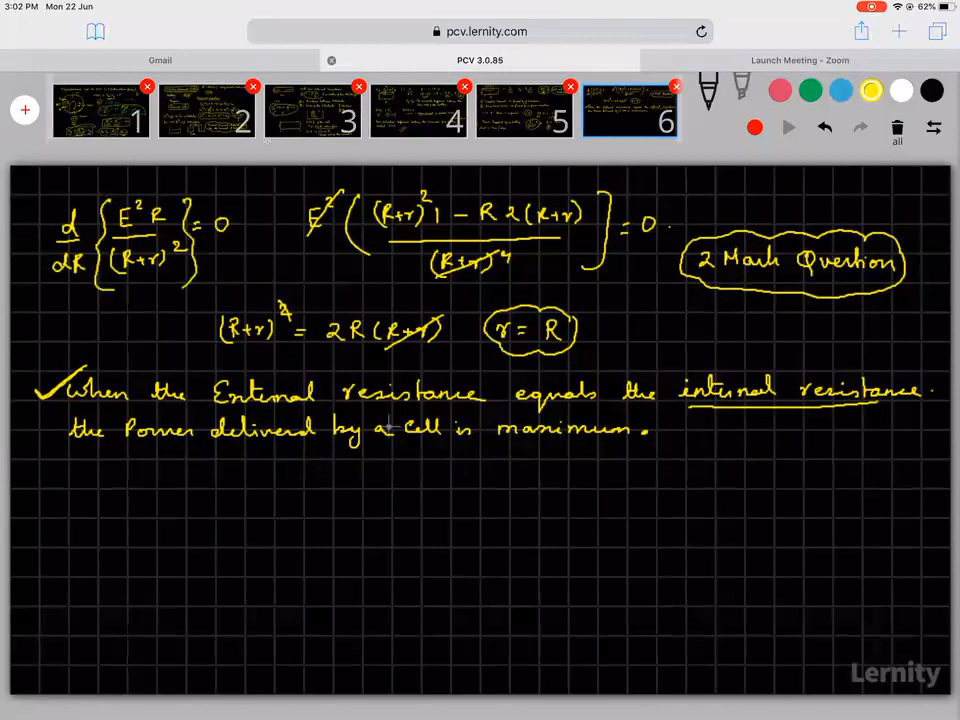 3:02 PM Mon 22 Jun
62%
pcv.lernity.com
Gmail
PCV 3.0.85
Launch Meeting - Zoom
1 2 3 4 5 6
all
d/dR { E² R / (R+r)² } = 0
E² ( (R+r)² 1 - R 2 (R+r) / (R+r)⁴ ] = 0.
2 Mark Question
(R+r)² = 2R (R+r)
r = R
When the External resistance equals the internal resistance.
the Power deliverd by a Cell is maximum.
Lernity